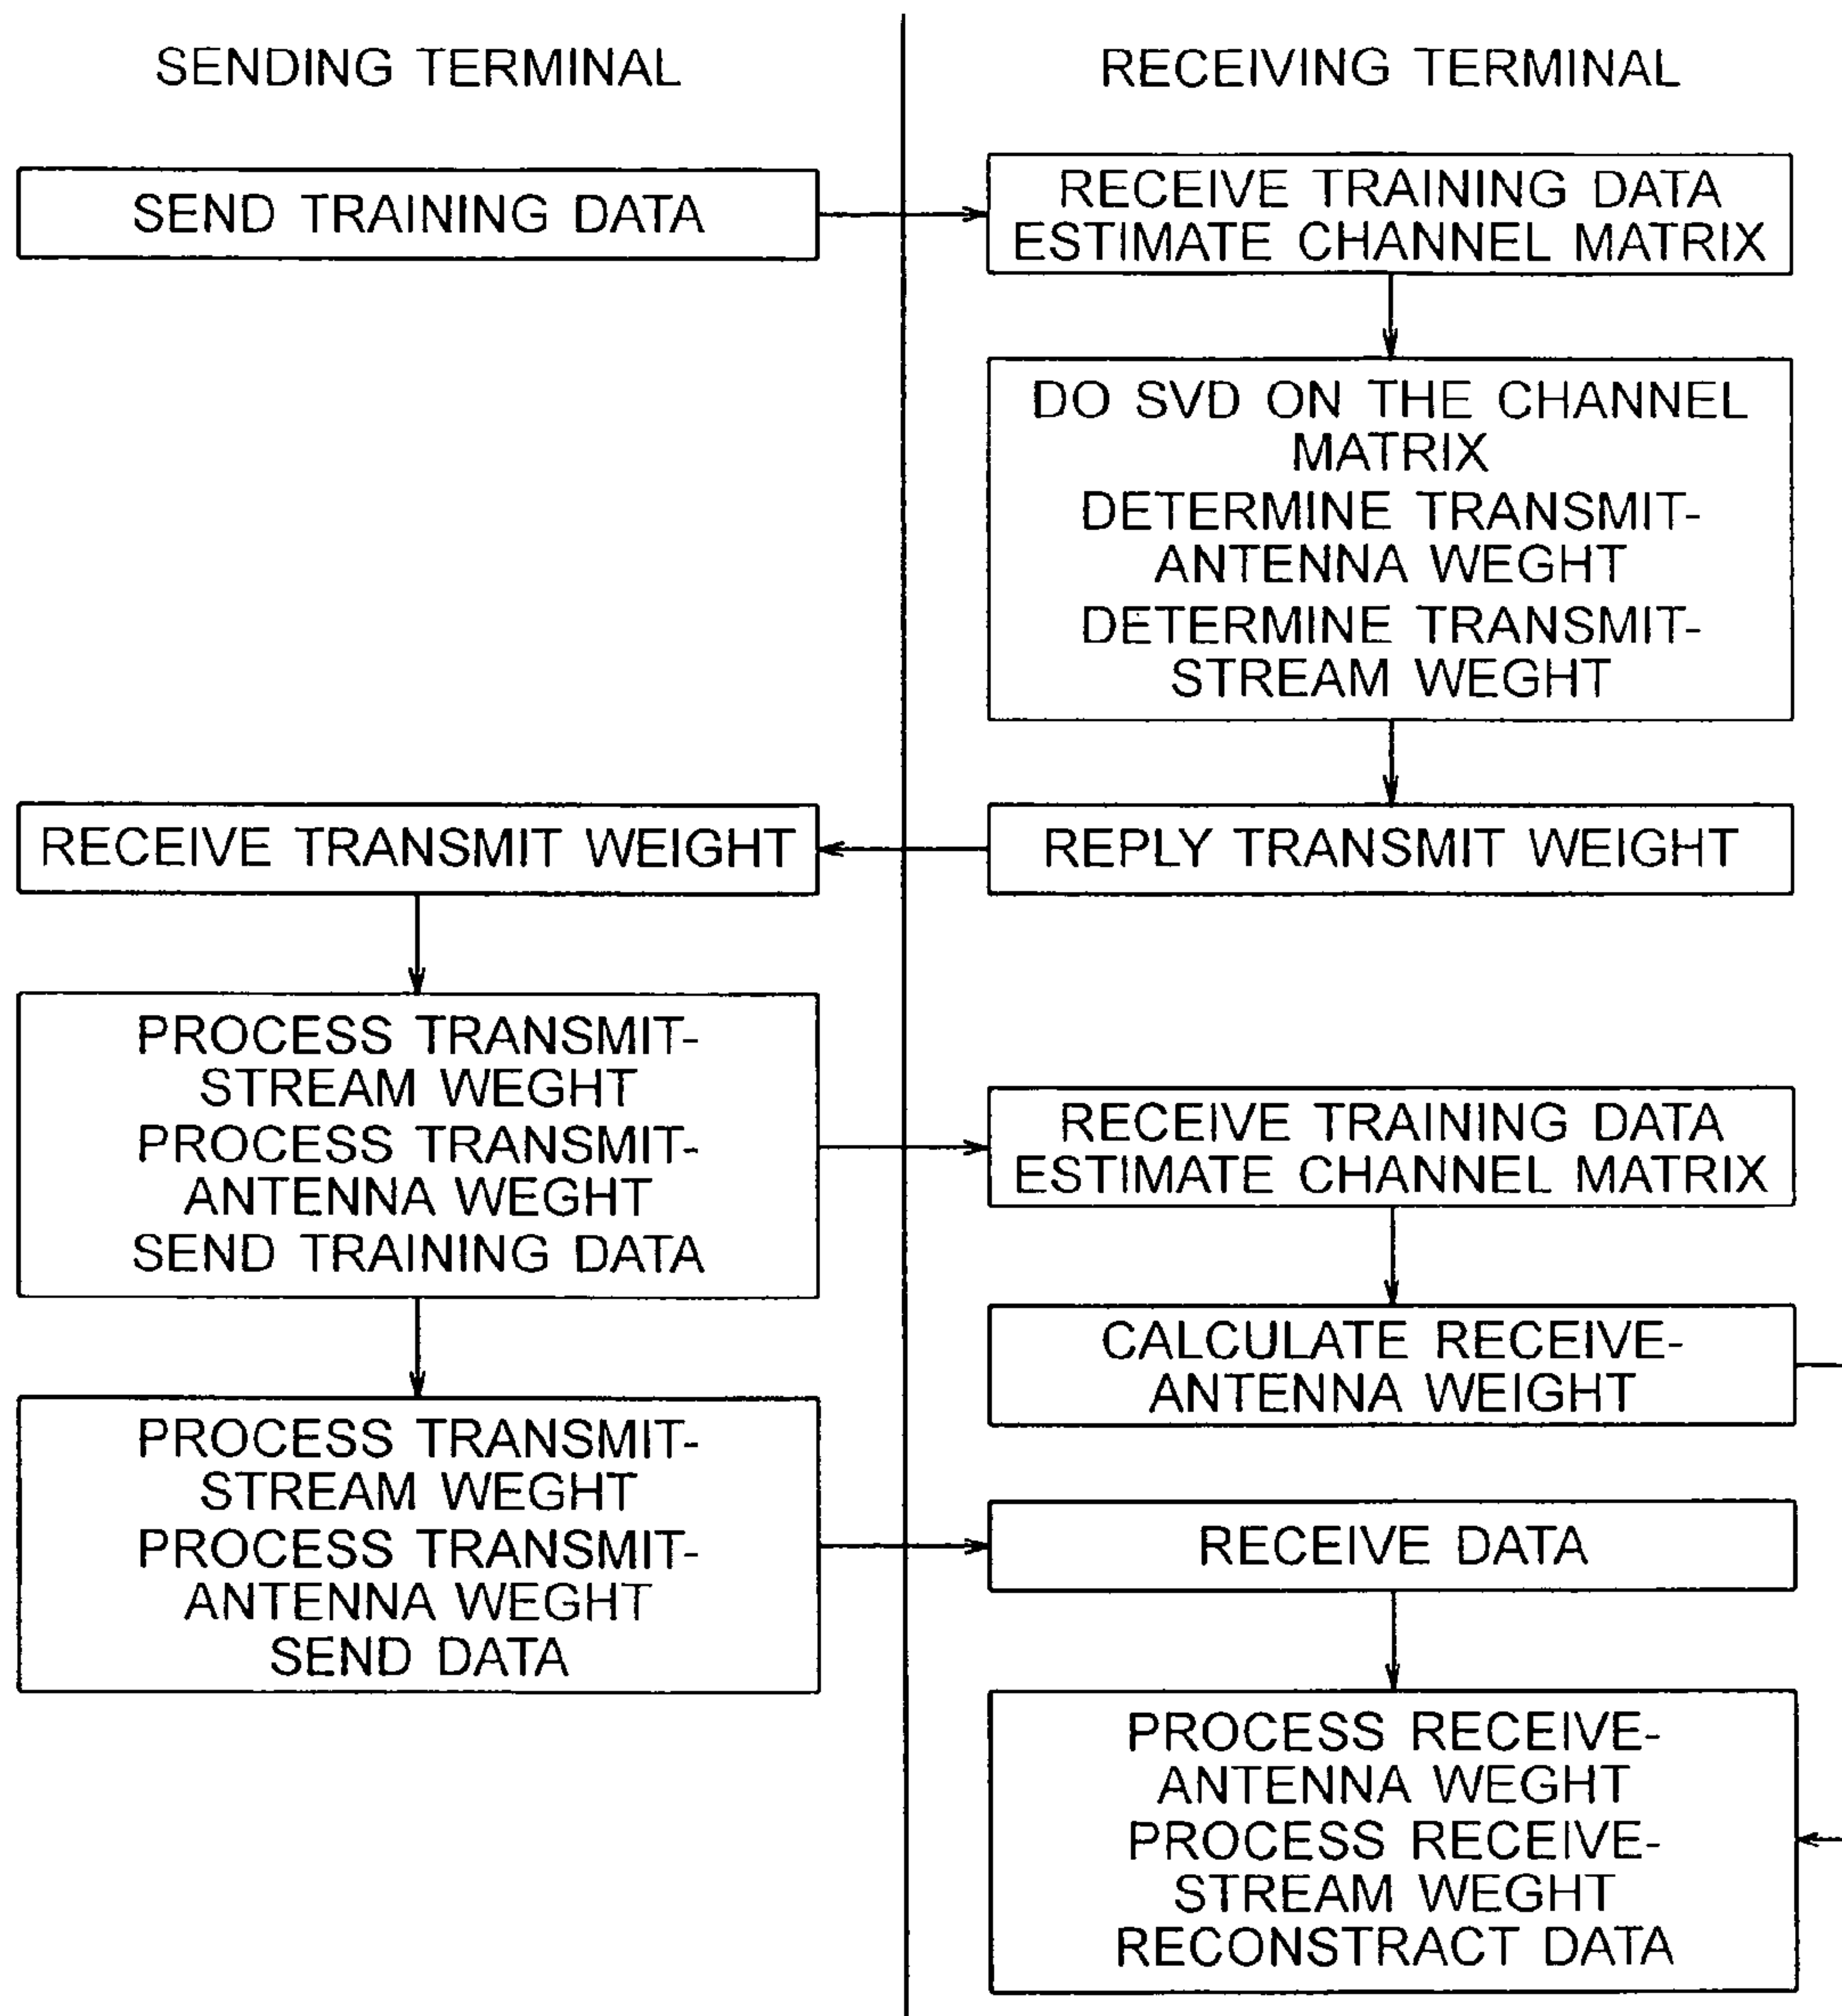 SENDING TERMINAL
RECEIVING TERMINAL
SEND TRAINING DATA
RECEIVE TRAINING DATA
ESTIMATE CHANNEL MATRIX
DO SVD ON THE CHANNEL
MATRIX
DETERMINE TRANSMIT-
ANTENNA WEGHT
DETERMINE TRANSMIT-
STREAM WEGHT
RECEIVE TRANSMIT WEIGHT
REPLY TRANSMIT WEIGHT
PROCESS TRANSMIT-
STREAM WEGHT
PROCESS TRANSMIT-
ANTENNA WEGHT
SEND TRAINING DATA
RECEIVE TRAINING DATA
ESTIMATE CHANNEL MATRIX
CALCULATE RECEIVE-
ANTENNA WEIGHT
PROCESS TRANSMIT-
STREAM WEGHT
PROCESS TRANSMIT-
ANTENNA WEGHT
SEND DATA
RECEIVE DATA
PROCESS RECEIVE-
ANTENNA WEGHT
PROCESS RECEIVE-
STREAM WEGHT
RECONSTRACT DATA